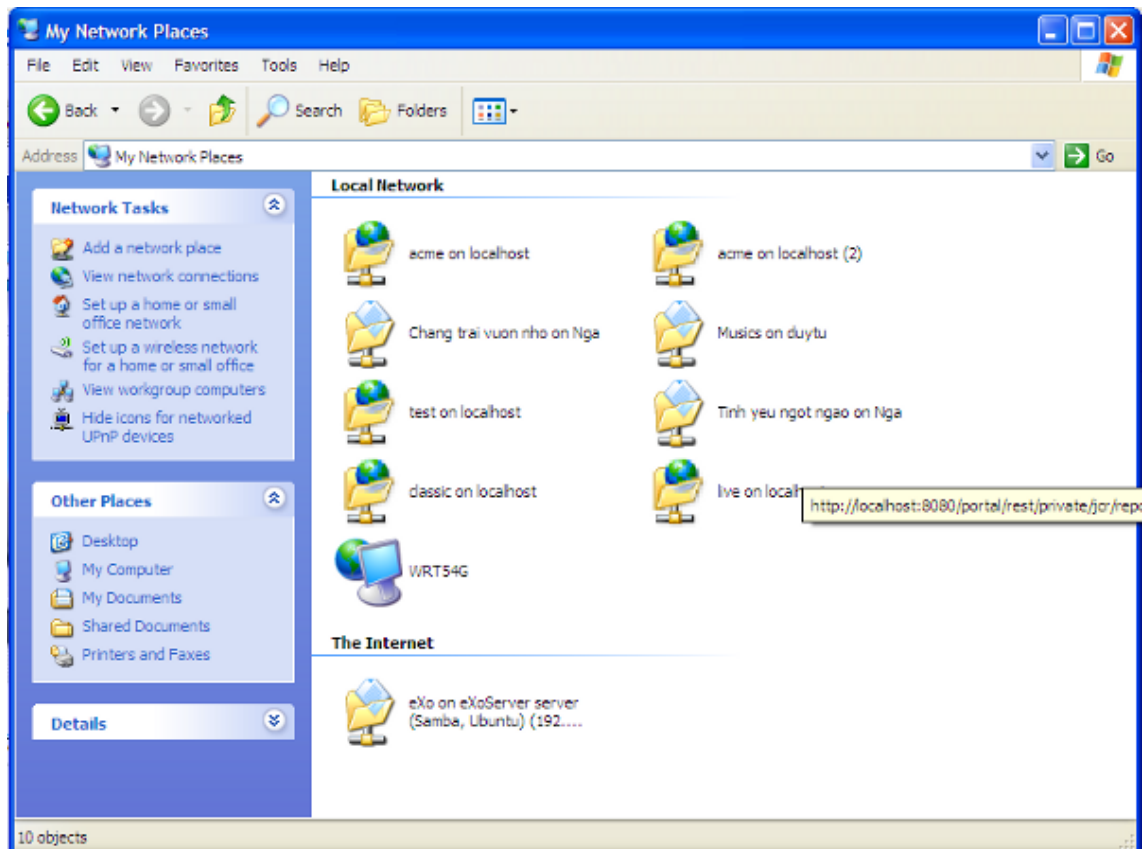 My Network Places
File Edit View Favorites Tools Help
Back Search Folders
Address My Network Places Go
Network Tasks
Add a network place
View network connections
Set up a home or small
office network
Set up a wireless network
for a home or small office
View workgroup computers
Hide icons for networked
UPnP devices
Other Places
Desktop
My Computer
My Documents
Shared Documents
Printers and Faxes
Details
Local Network
acme on localhost
acme on localhost (2)
Chang trai vuon nho on Nga
Musics on duytu
test on localhost
Tinh yeu ngot ngao on Nga
classic on localhost
live on localh
http://localhost:8080/portal/rest/private/jcr/repo
WRT54G
The Internet
eXo on eXoServer server
(Samba, Ubuntu) (192....
10 objects